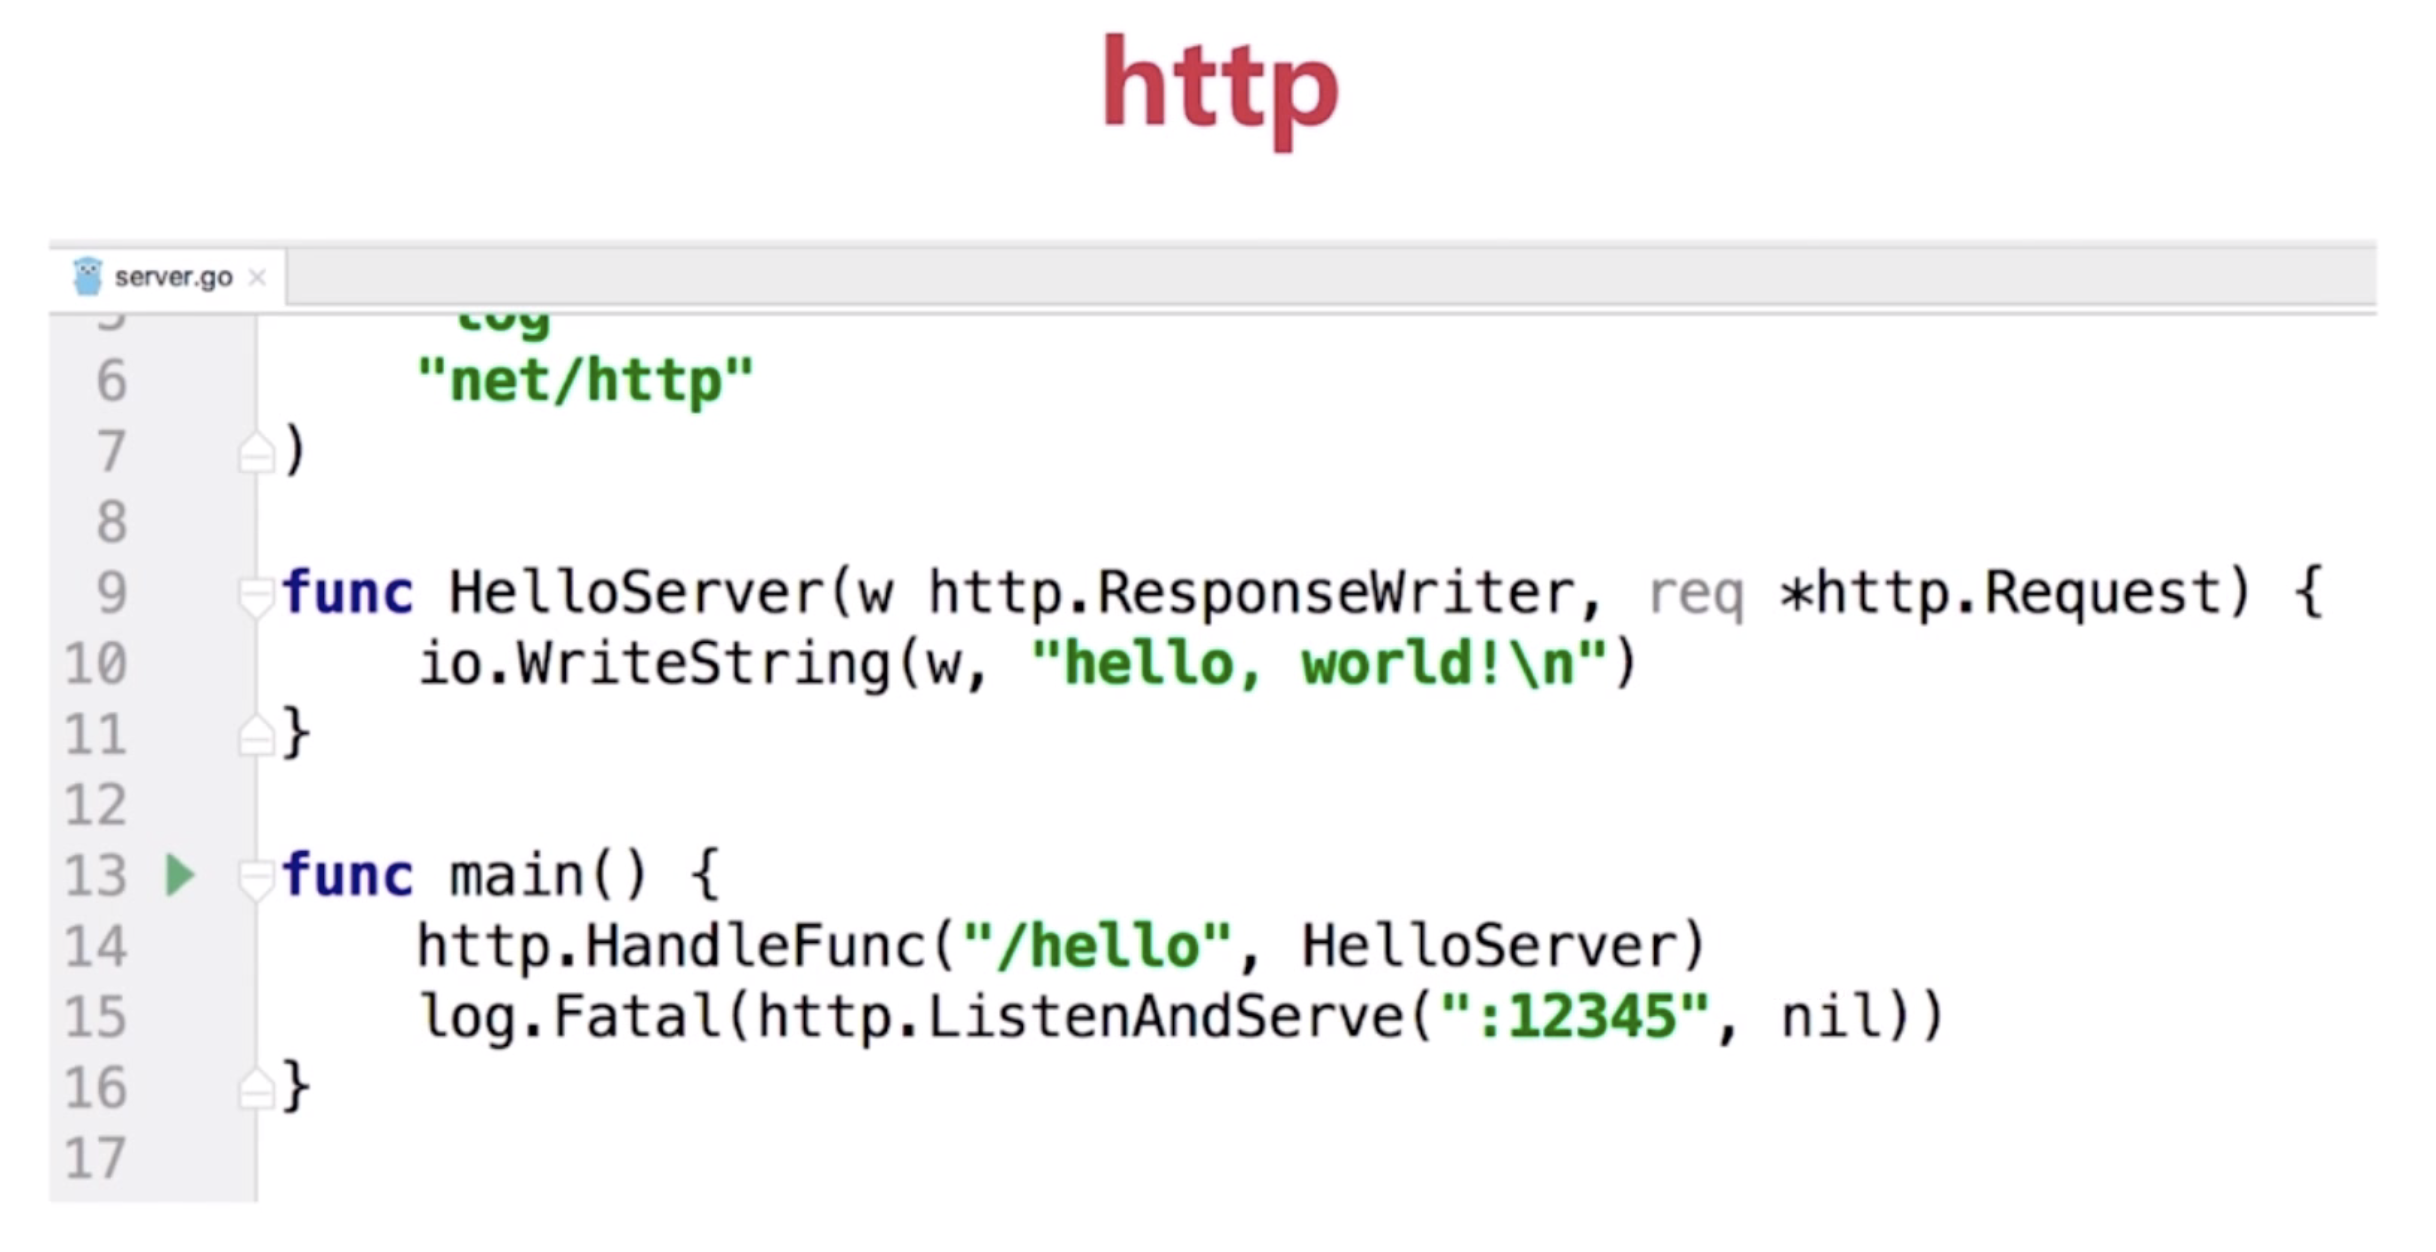 http
server.go
5 log
6 "net/http"
7 )
8
9 func HelloServer(w http.ResponseWriter, req *http.Request) {
10 io.WriteString(w, "hello, world!\n")
11 }
12
13 func main() {
14 http.HandleFunc("/hello", HelloServer)
15 log.Fatal(http.ListenAndServe(":12345", nil))
16 }
17